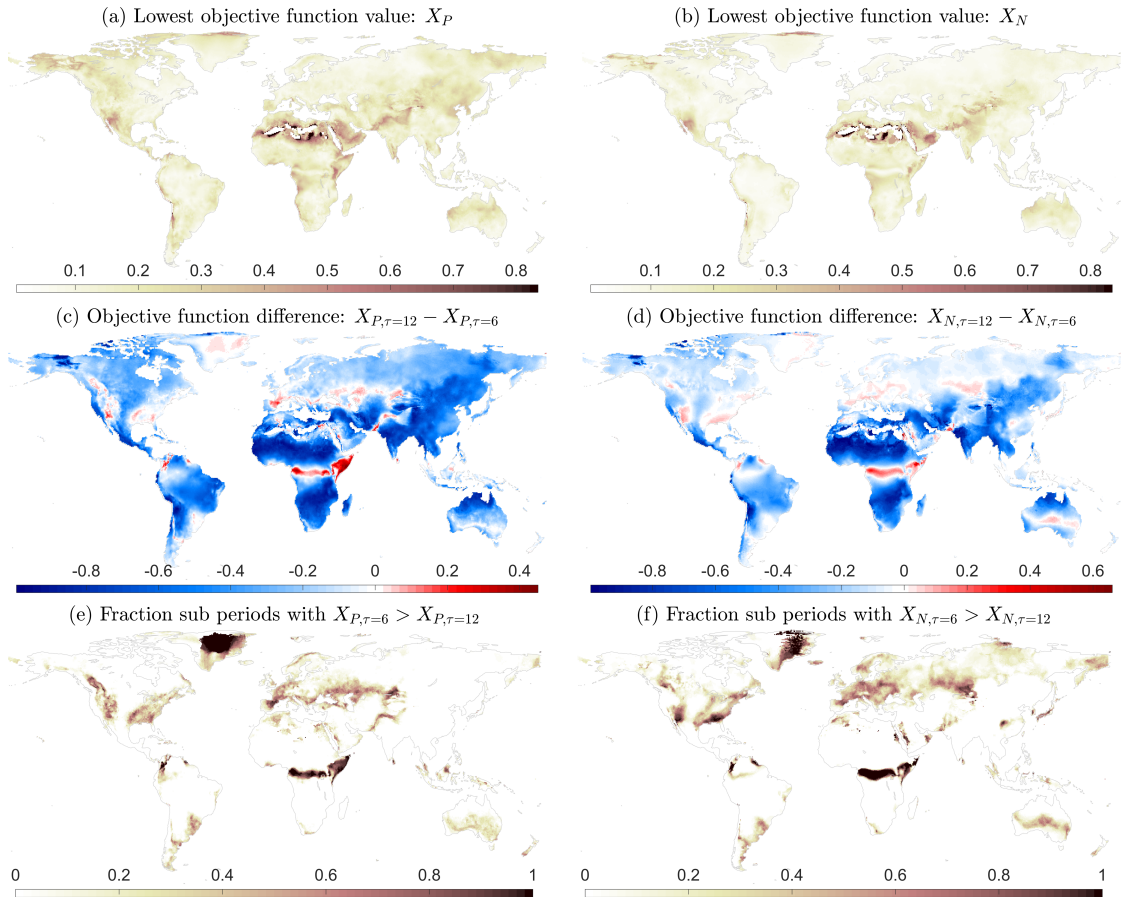 (a) Lowest objective function value: X_P
(b) Lowest objective function value: X_N
0.1 0.2 0.3 0.4 0.5 0.6 0.7 0.8
0.1 0.2 0.3 0.4 0.5 0.6 0.7 0.8
(c) Objective function difference: X_{P,τ=12} − X_{P,τ=6}
(d) Objective function difference: X_{N,τ=12} − X_{N,τ=6}
-0.8 -0.6 -0.4 -0.2 0 0.2 0.4
-0.8 -0.6 -0.4 -0.2 0 0.2 0.4 0.6
(e) Fraction sub periods with X_{P,τ=6} > X_{P,τ=12}
(f) Fraction sub periods with X_{N,τ=6} > X_{N,τ=12}
0 0.2 0.4 0.6 0.8 1
0 0.2 0.4 0.6 0.8 1